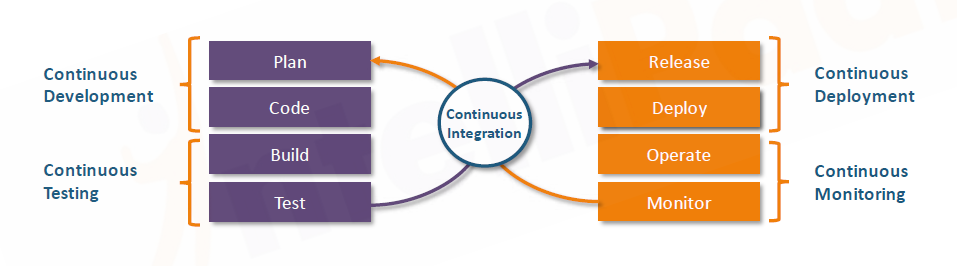 Continuous
Development
Plan
Code
Continuous
Testing
Build
Test
Continuous
Integration
Release
Deploy
Continuous
Deployment
Operate
Monitor
Continuous
Monitoring